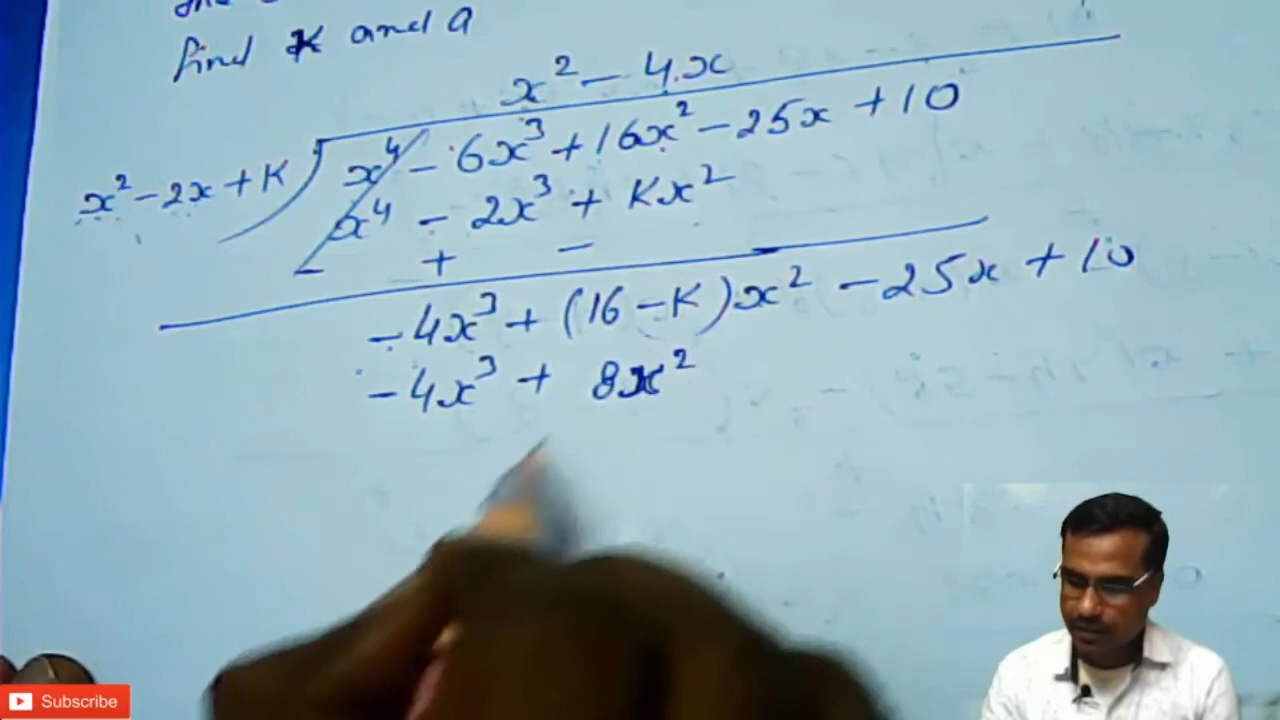 find K and a
x² - 4x
x² - 2x + K ) x⁴ - 6x³ + 16x² - 25x + 10
x⁴ - 2x³ + Kx²
- + -
- 4x³ + (16 - K)x² - 25x + 10
- 4x³ + 8x²
Subscribe